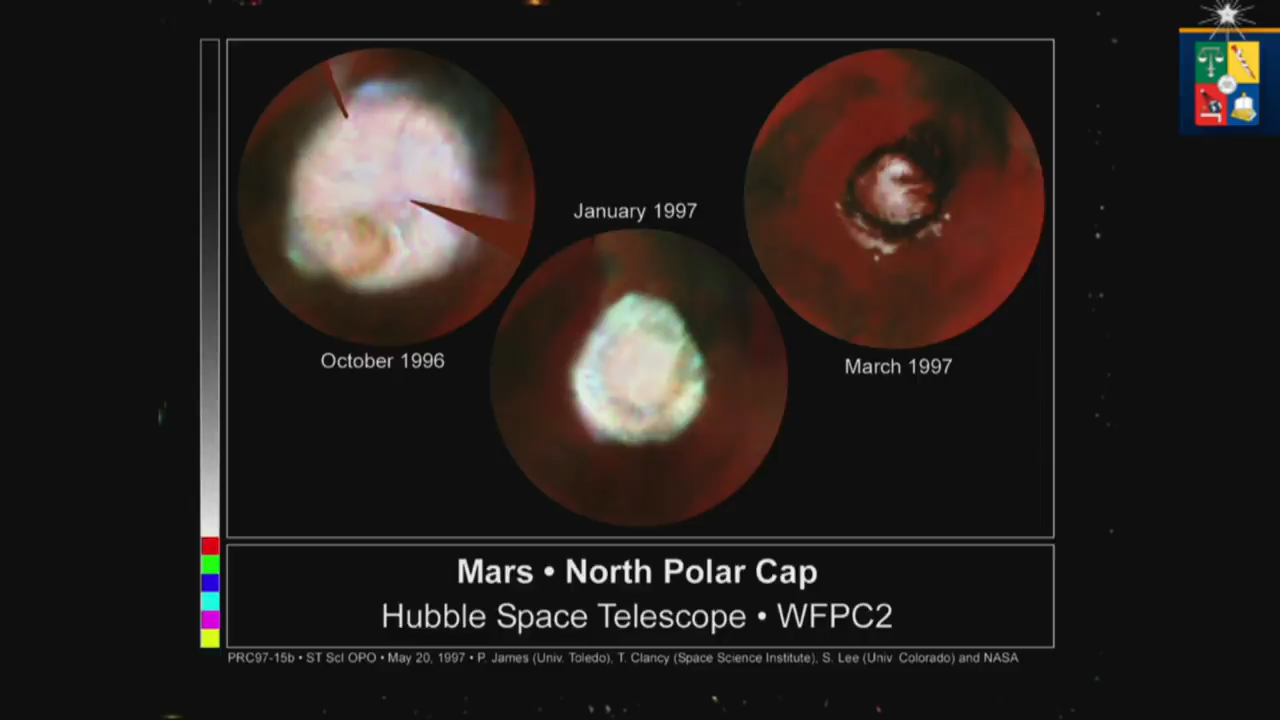 January 1997
October 1996
March 1997
Mars • North Polar Cap
Hubble Space Telescope • WFPC2
PRC97-15b • ST ScI OPO • May 20, 1997 • P. James (Univ. Toledo), T. Clancy (Space Science Institute), S. Lee (Univ. Colorado) and NASA